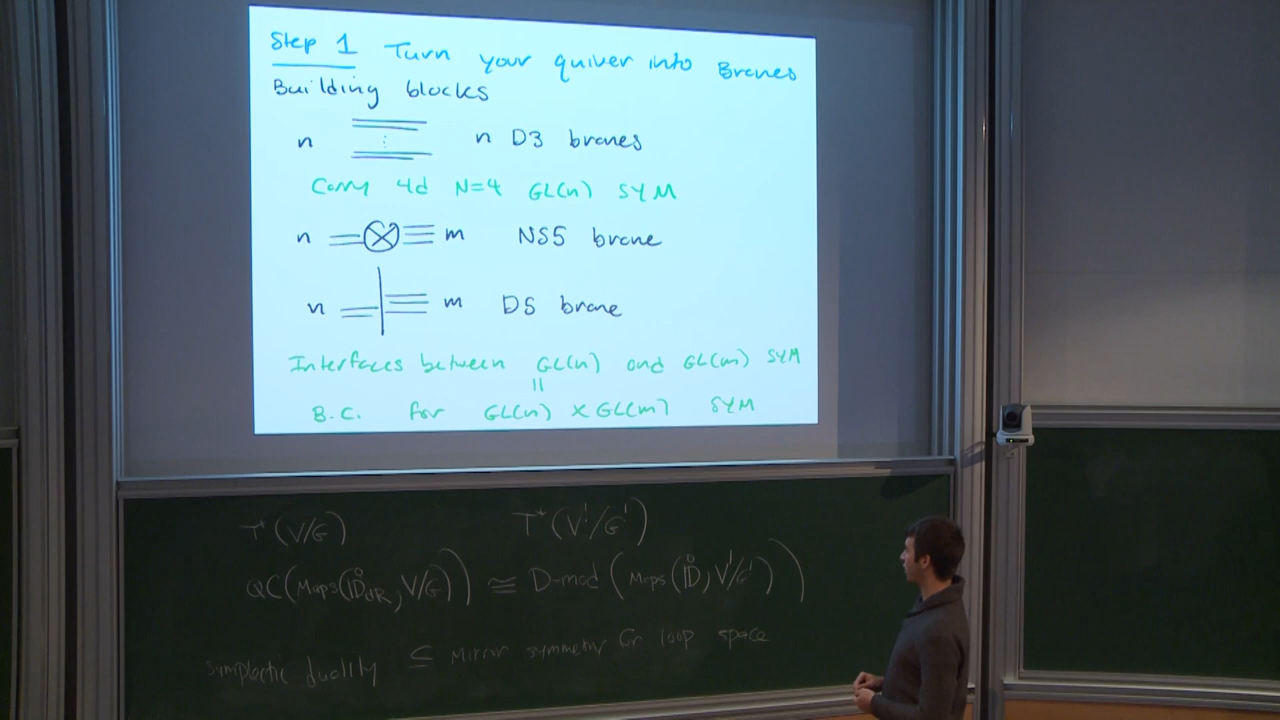 Step 1 Turn your quiver into Branes
Building blocks
n n D3 branes
Carry 4d N=4 GL(n) SYM
n m NS5 brane
n m D5 brane
Interfaces between GL(n) and GL(m) SYM
=
B.C. for GL(n) × GL(m) SYM
T*(V/G) T*(V!/G!)
QC(Maps(D°dR, V/G)) ≅ D-mod(Maps(D°, V!/G!))
symplectic duality ⊆ Mirror symmetry for loop space